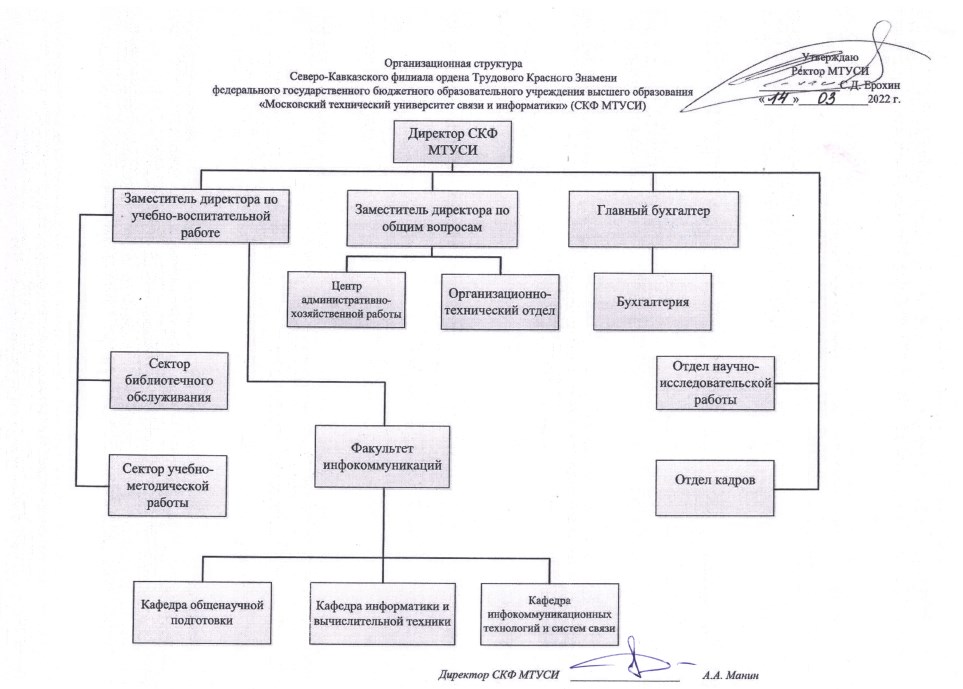 Организационная структура
Северо-Кавказского филиала ордена Трудового Красного Знамени
федерального государственного бюджетного образовательного учреждения высшего образования
«Московский технический университет связи и информатики» (СКФ МТУСИ)
Утверждаю
Ректор МТУСИ
С.Д. Ерохин
«14» 03 2022 г.
Директор СКФ
МТУСИ
Заместитель директора по
учебно-воспитательной
работе
Заместитель директора по
общим вопросам
Главный бухгалтер
Центр
административно-
хозяйственной работы
Организационно-
технический отдел
Бухгалтерия
Сектор
библиотечного
обслуживания
Отдел научно-
исследовательской
работы
Факультет
инфокоммуникаций
Сектор учебно-
методической
работы
Отдел кадров
Кафедра общенаучной
подготовки
Кафедра информатики и
вычислительной техники
Кафедра
инфокоммуникационных
технологий и систем связи
Директор СКФ МТУСИ А.А. Манин